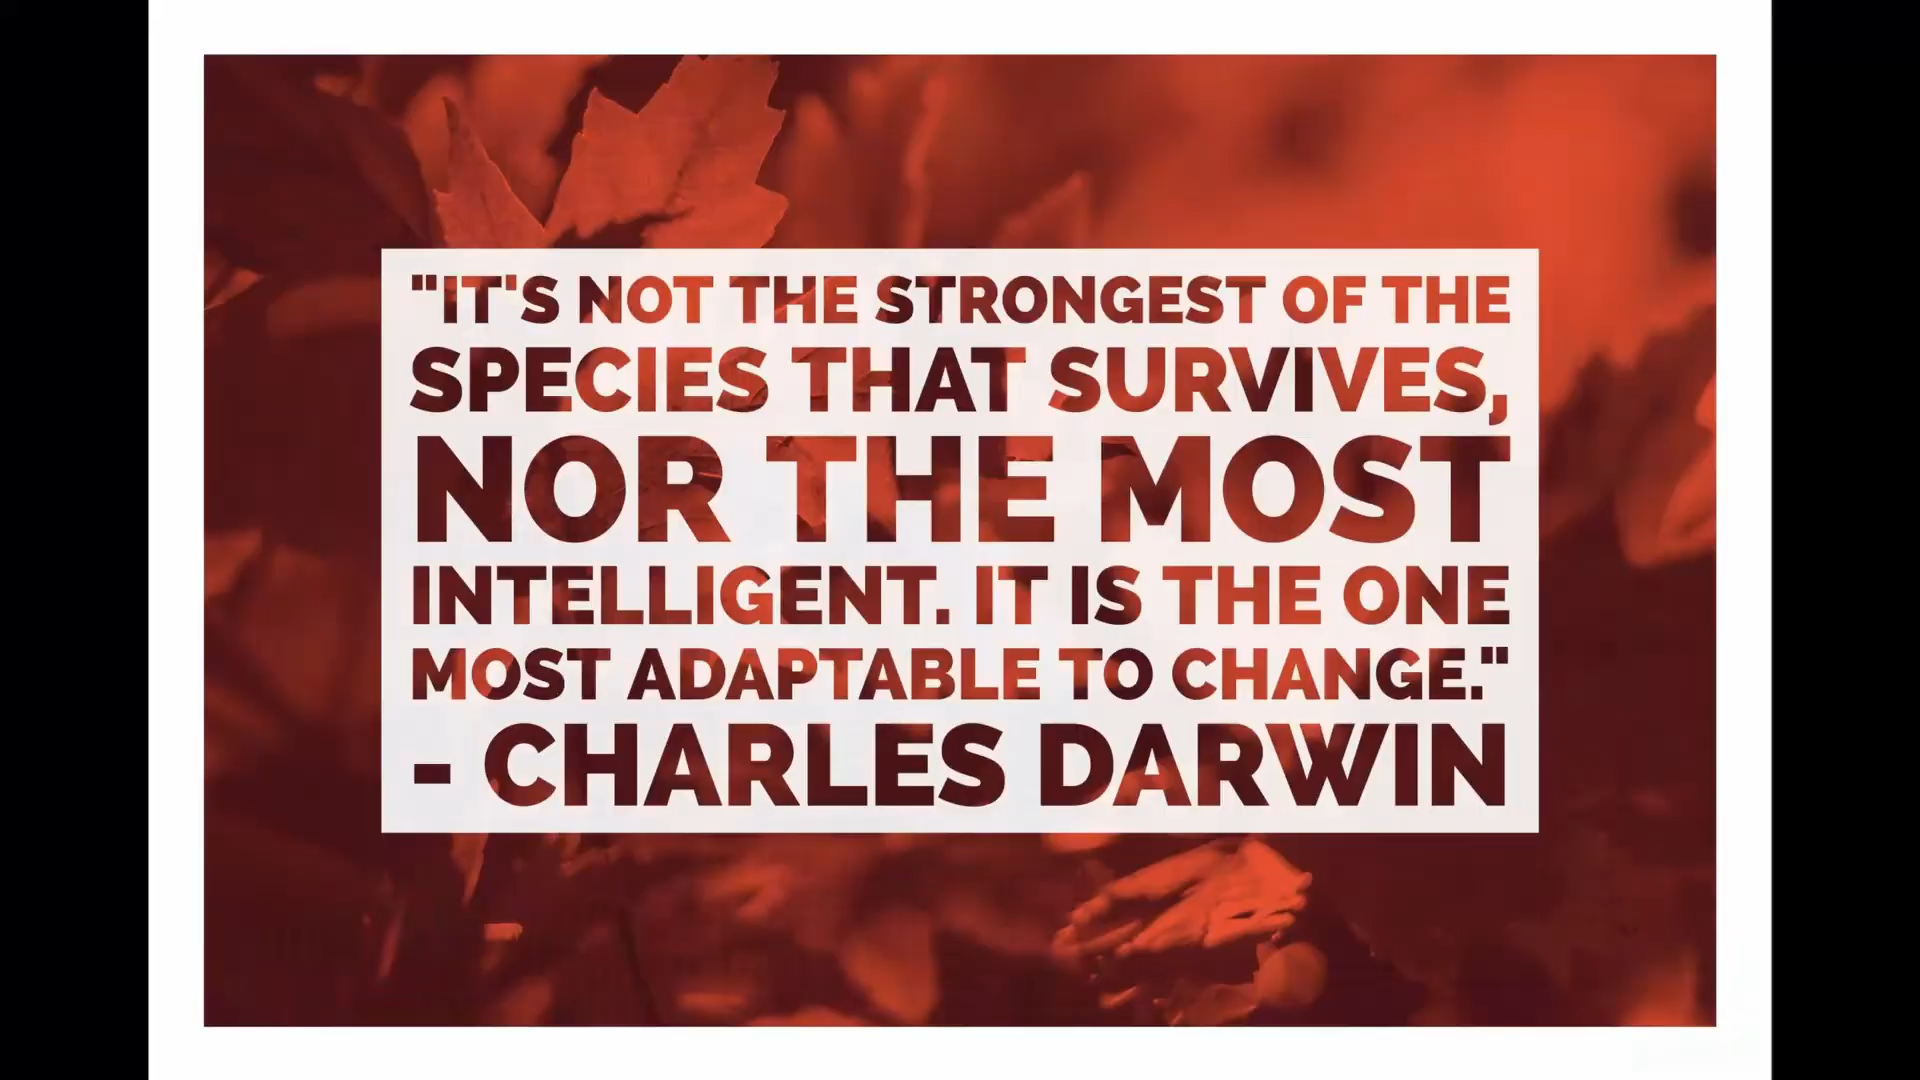 "IT'S NOT THE STRONGEST OF THE
SPECIES THAT SURVIVES,
NOR THE MOST
INTELLIGENT. IT IS THE ONE
MOST ADAPTABLE TO CHANGE."
- CHARLES DARWIN